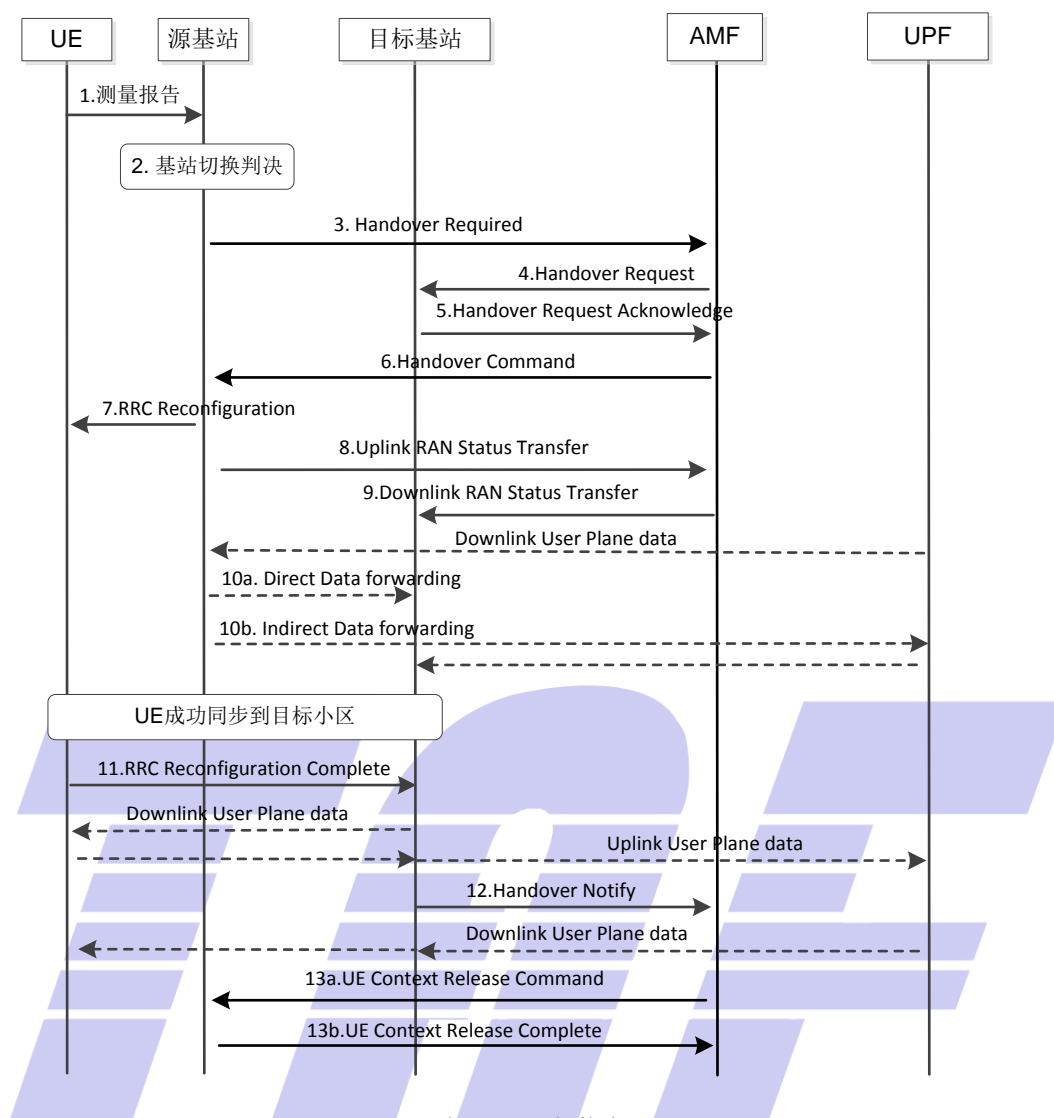 UE 源基站 目标基站 AMF UPF
1.测量报告
2. 基站切换判决
3. Handover Required
4.Handover Request
5.Handover Request Acknowledge
6.Handover Command
7.RRC Reconfiguration
8.Uplink RAN Status Transfer
9.Downlink RAN Status Transfer
Downlink User Plane data
10a. Direct Data forwarding
10b. Indirect Data forwarding
UE成功同步到目标小区
11.RRC Reconfiguration Complete
Downlink User Plane data
Uplink User Plane data
12.Handover Notify
Downlink User Plane data
13a.UE Context Release Command
13b.UE Context Release Complete